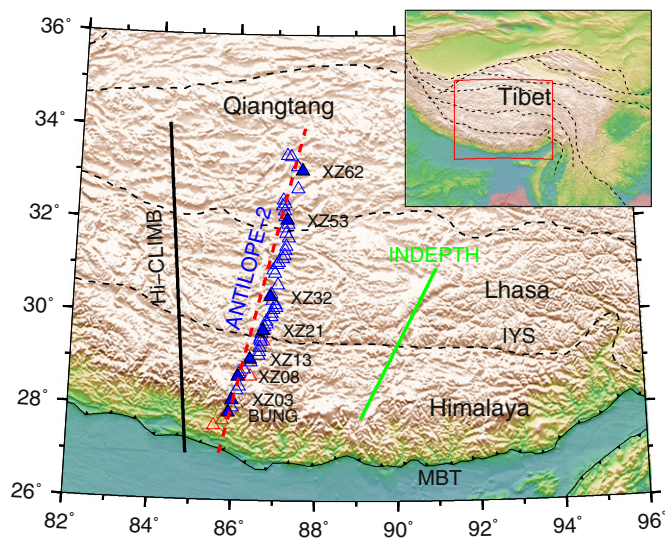 36°
34°
32°
30°
28°
26°
82°
84°
86°
88°
90°
92°
94°
96°
Tibet
Qiangtang
XZ62
XZ53
Hi−CLIMB
ANTILOPE−2
INDEPTH
XZ32
Lhasa
XZ21
IYS
XZ13
XZ08
XZ03
BUNG
Himalaya
MBT